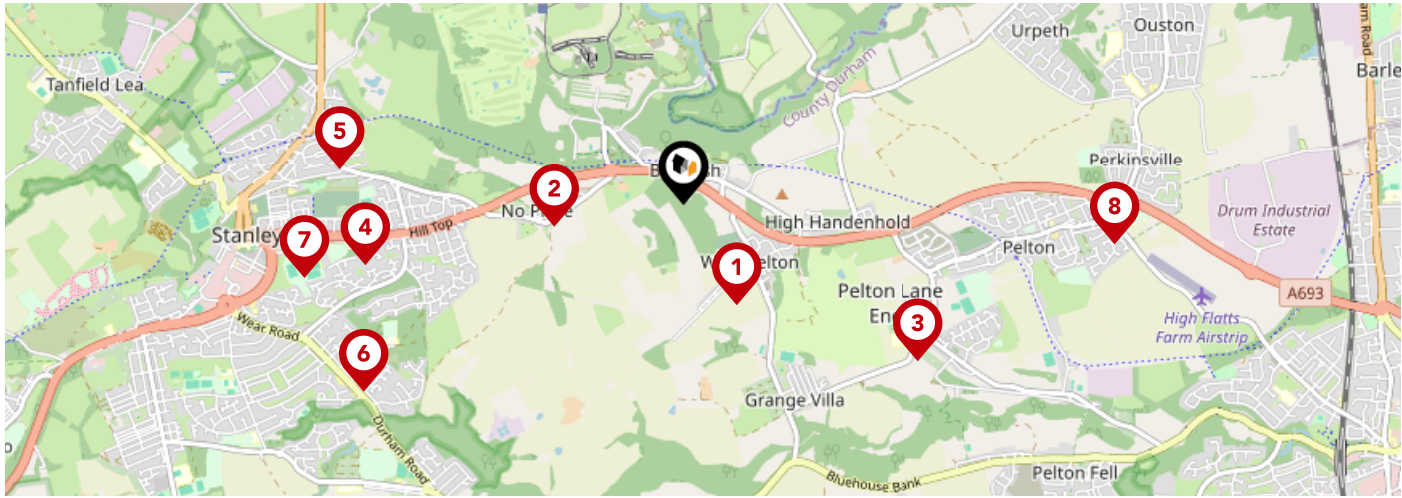 Ouston
Urpeth
Barle
Tanfield Lea
County Durham
5
Perkinsville
2
No
8
Drum Industrial
Estate
High Handenhold
Hill Top
Stanley
7
4
Pelton
1
A693
Pelton Lane
3
High Flatts
Farm Airstrip
Wear Road
6
Grange Villa
Durham Road
Pelton Fell
Bluehouse Bank